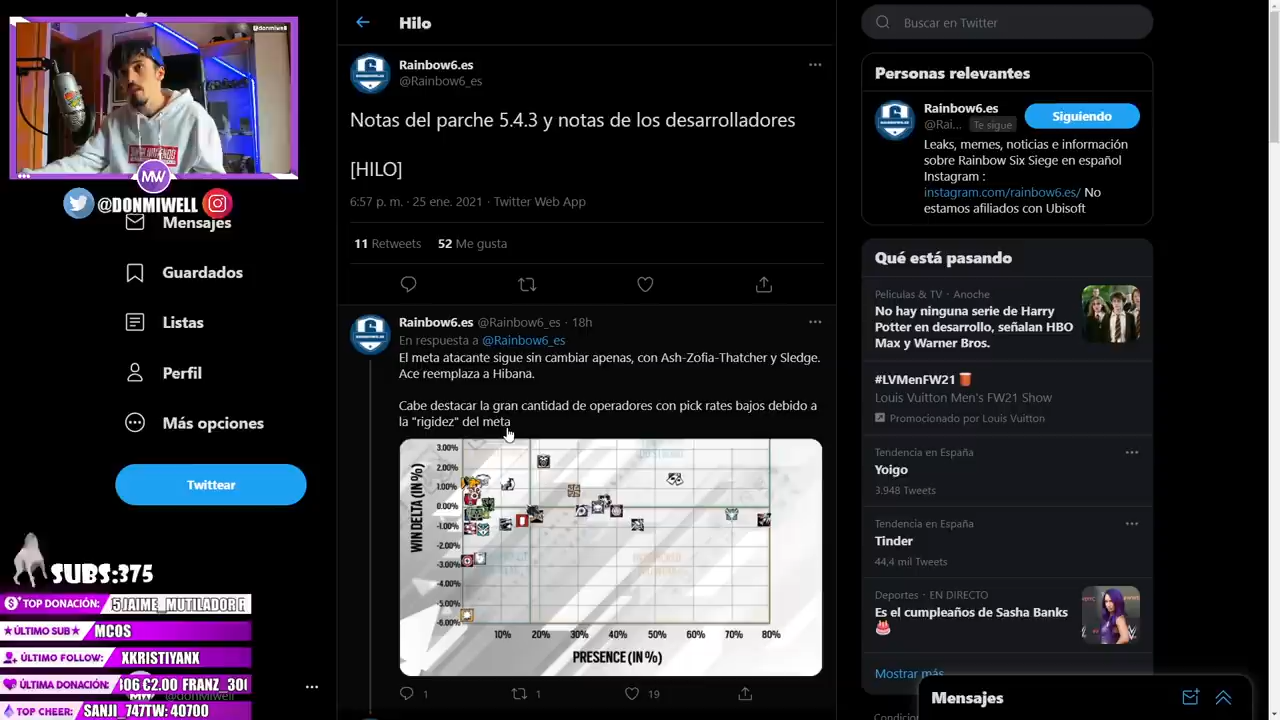 @donmiwell
MW
@DONMIWELL
Mensajes
Guardados
Listas
Perfil
Más opciones
Twittear
SUBS:375
TOP DONACIÓN:
5 JAIME_MUTILADOR
ÚLTIMO SUB
MCOS
ÚLTIMO FOLLOW:
XKRISTIYANX
ÚLTIMA DONACIÓN:
€2.00 FRANZ_
TOP CHEER:
SANJI_747TW: 40700
Hilo
Rainbow6.es
@Rainbow6_es
Notas del parche 5.4.3 y notas de los desarrolladores
[HILO]
6:57 p. m. · 25 ene. 2021 · Twitter Web App
11 Retweets 52 Me gusta
Rainbow6.es @Rainbow6_es · 18h
En respuesta a @Rainbow6_es
El meta atacante sigue sin cambiar apenas, con Ash-Zofia-Thatcher y Sledge.
Ace reemplaza a Hibana.
Cabe destacar la gran cantidad de operadores con pick rates bajos debido a
la "rigidez" del meta
WIN DELTA (IN %)
3.00%
2.00%
1.00%
0.00%
-1.00%
-2.00%
-3.00%
-4.00%
-5.00%
-6.00%
10% 20% 30% 40% 50% 60% 70% 80%
PRESENCE (IN %)
1 1 19
Buscar en Twitter
Personas relevantes
Rainbow6.es
@Rai... Te sigue
Siguiendo
Leaks, memes, noticias e información
sobre Rainbow Six Siege en español
Instagram :
instagram.com/rainbow6.es/ No
estamos afiliados con Ubisoft
Qué está pasando
Películas & TV · Anoche
No hay ninguna serie de Harry
Potter en desarrollo, señalan HBO
Max y Warner Bros.
#LVMenFW21
Louis Vuitton Men's FW21 Show
Promocionado por Louis Vuitton
Tendencia en España
Yoigo
3.948 Tweets
Tendencia en España
Tinder
44,4 mil Tweets
Deportes · EN DIRECTO
Es el cumpleaños de Sasha Banks
Mostrar más
Mensajes